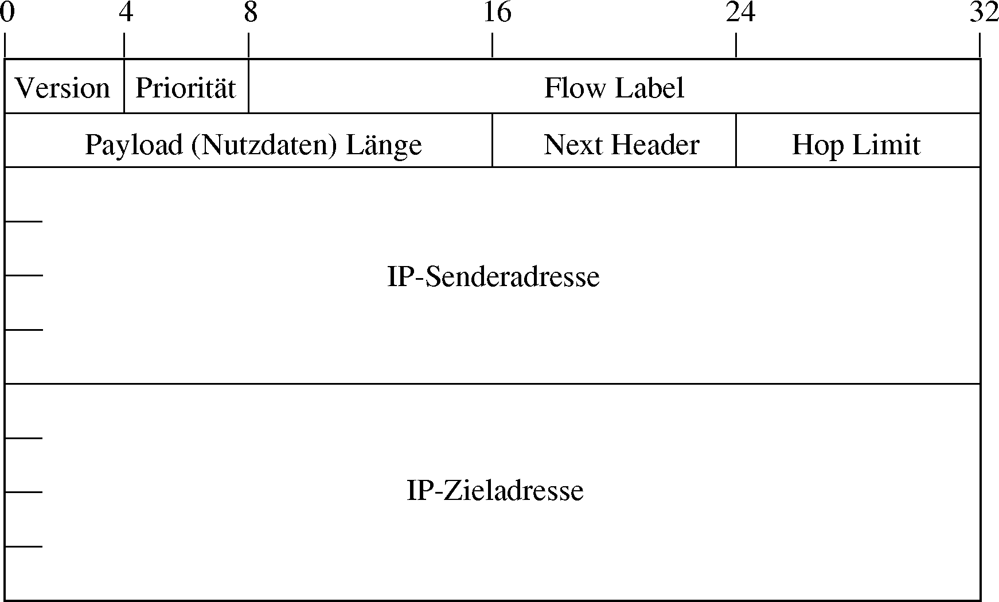 0 4 8 16 24 32
Version Priorität Flow Label
Payload (Nutzdaten) Länge Next Header Hop Limit
IP-Senderadresse
IP-Zieladresse